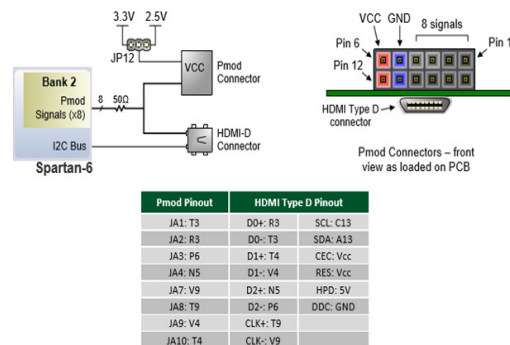 3.3V 2.5V
JP12
VCC
Pmod
Connector
Bank 2
Pmod
Signals (x8)
8 50Ω
I2C Bus
HDMI-D
Connector
Spartan-6
VCC GND 8 signals
Pin 6 Pin 1
Pin 12
HDMI Type D
connector
Pmod Connectors – front
view as loaded on PCB
Pmod Pinout HDMI Type D Pinout
JA1: T3 D0+: R3 SCL: C13
JA2: R3 D0-: T3 SDA: A13
JA3: P6 D1+: T4 CEC: Vcc
JA4: N5 D1-: V4 RES: Vcc
JA7: V9 D2+: N5 HPD: 5V
JA8: T9 D2-: P6 DDC: GND
JA9: V4 CLK+: T9
JA10: T4 CLK-: V9